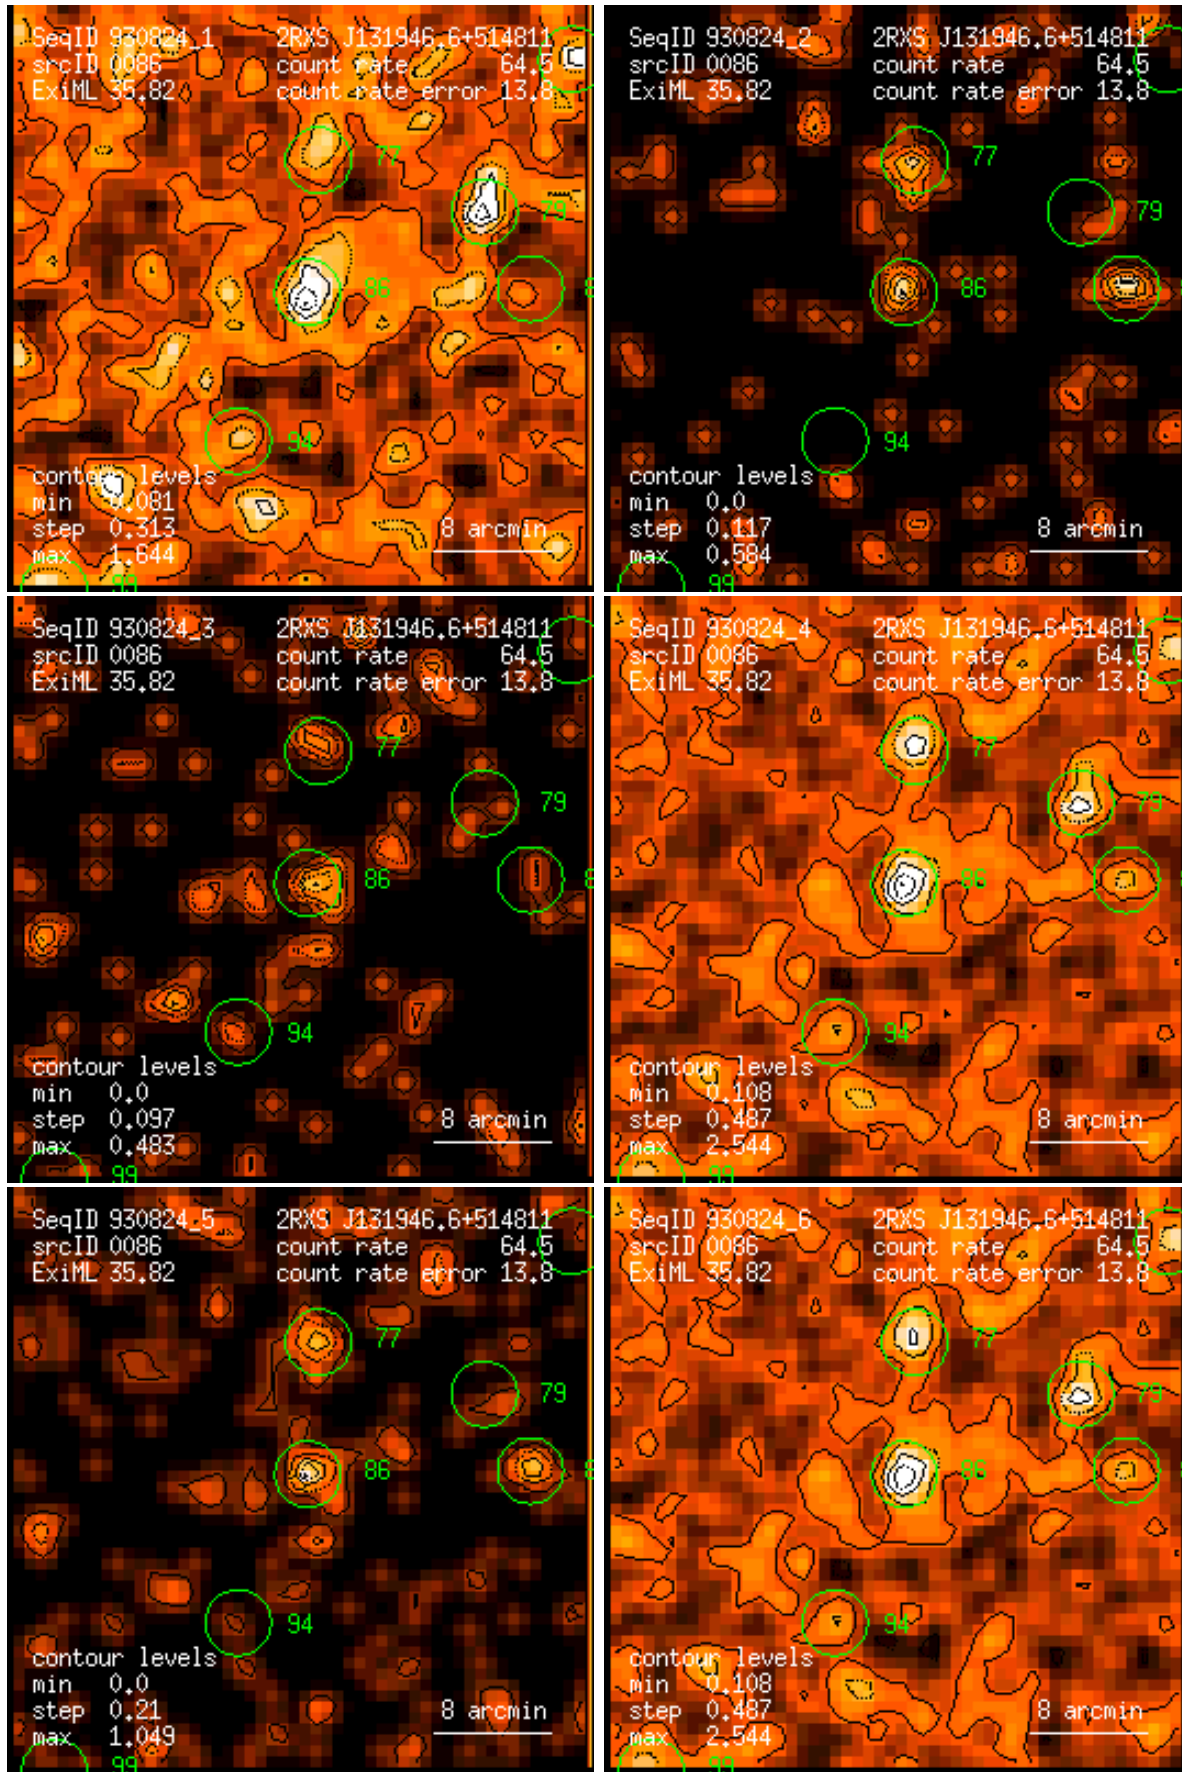 SeqID 930824_1 2RXS J131946.6+514811
srcID 0086 count rate 64.5
ExiML 35.82 count rate error 13.8
77
79
86
8
94
contour levels
min 0.081
step 0.313
max 1.644
8 arcmin
99
SeqID 930824_2 2RXS J131946.6+514811
srcID 0086 count rate 64.5
ExiML 35.82 count rate error 13.8
77
79
86
94
contour levels
min 0.0
step 0.117
max 0.584
8 arcmin
99
SeqID 930824_3 2RXS J131946.6+514811
srcID 0086 count rate 64.5
ExiML 35.82 count rate error 13.8
77
79
86
8
94
contour levels
min 0.0
step 0.097
max 0.483
8 arcmin
99
SeqID 930824_4 2RXS J131946.6+514811
srcID 0086 count rate 64.5
ExiML 35.82 count rate error 13.8
77
79
86
94
contour levels
min 0.108
step 0.487
max 2.544
8 arcmin
99
SeqID 930824_5 2RXS J131946.6+514811
srcID 0086 count rate 64.5
ExiML 35.82 count rate error 13.8
77
79
86
8
94
contour levels
min 0.0
step 0.21
max 1.049
8 arcmin
99
SeqID 930824_6 2RXS J131946.6+514811
srcID 0086 count rate 64.5
ExiML 35.82 count rate error 13.8
77
79
86
94
contour levels
min 0.108
step 0.487
max 2.544
8 arcmin
99